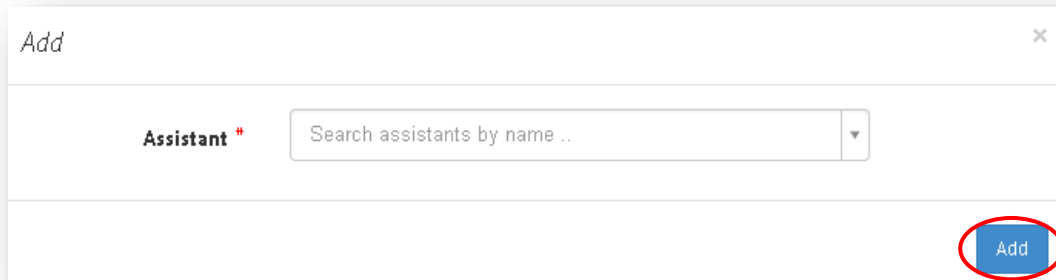 Add ×
Assistant *
Search assistants by name ..
Add